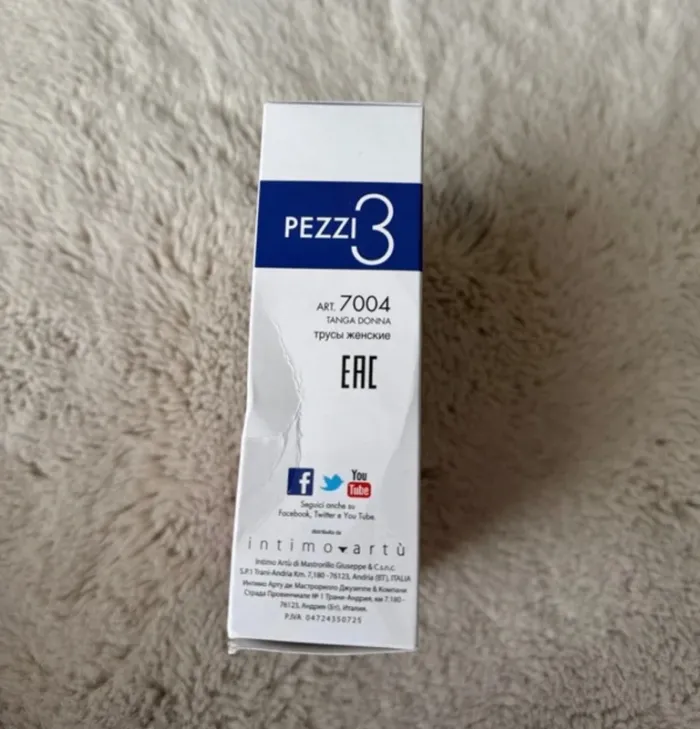 PEZZI 3
ART. 7004
TANGA DONNA
трусы женские
EAC
f
You
Tube
Seguici anche su
Facebook, Twitter e You Tube.
distribuito da
intimo artù
Intimo Artù di Mastrorillo Giuseppe & C.s.n.c.
S.P.1 Trani-Andria Km. 7,180 - 76123, Andria (BT), ITALIA
Интимо Арту ди Мастрорилло Джузеппе & Компани
Страда Провинчиале № 1 Трани-Андрия, км 7.180 -
76123, Андрия (Бт), Италия.
P.IVA 04724350725